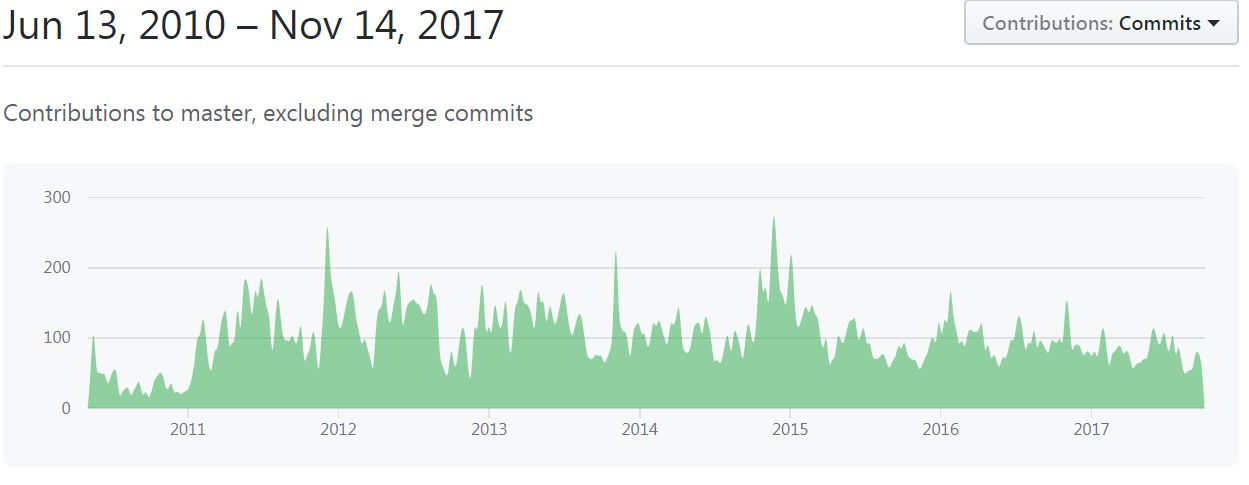 Jun 13, 2010 – Nov 14, 2017
Contributions: Commits
Contributions to master, excluding merge commits
300
200
100
0
2011 2012 2013 2014 2015 2016 2017